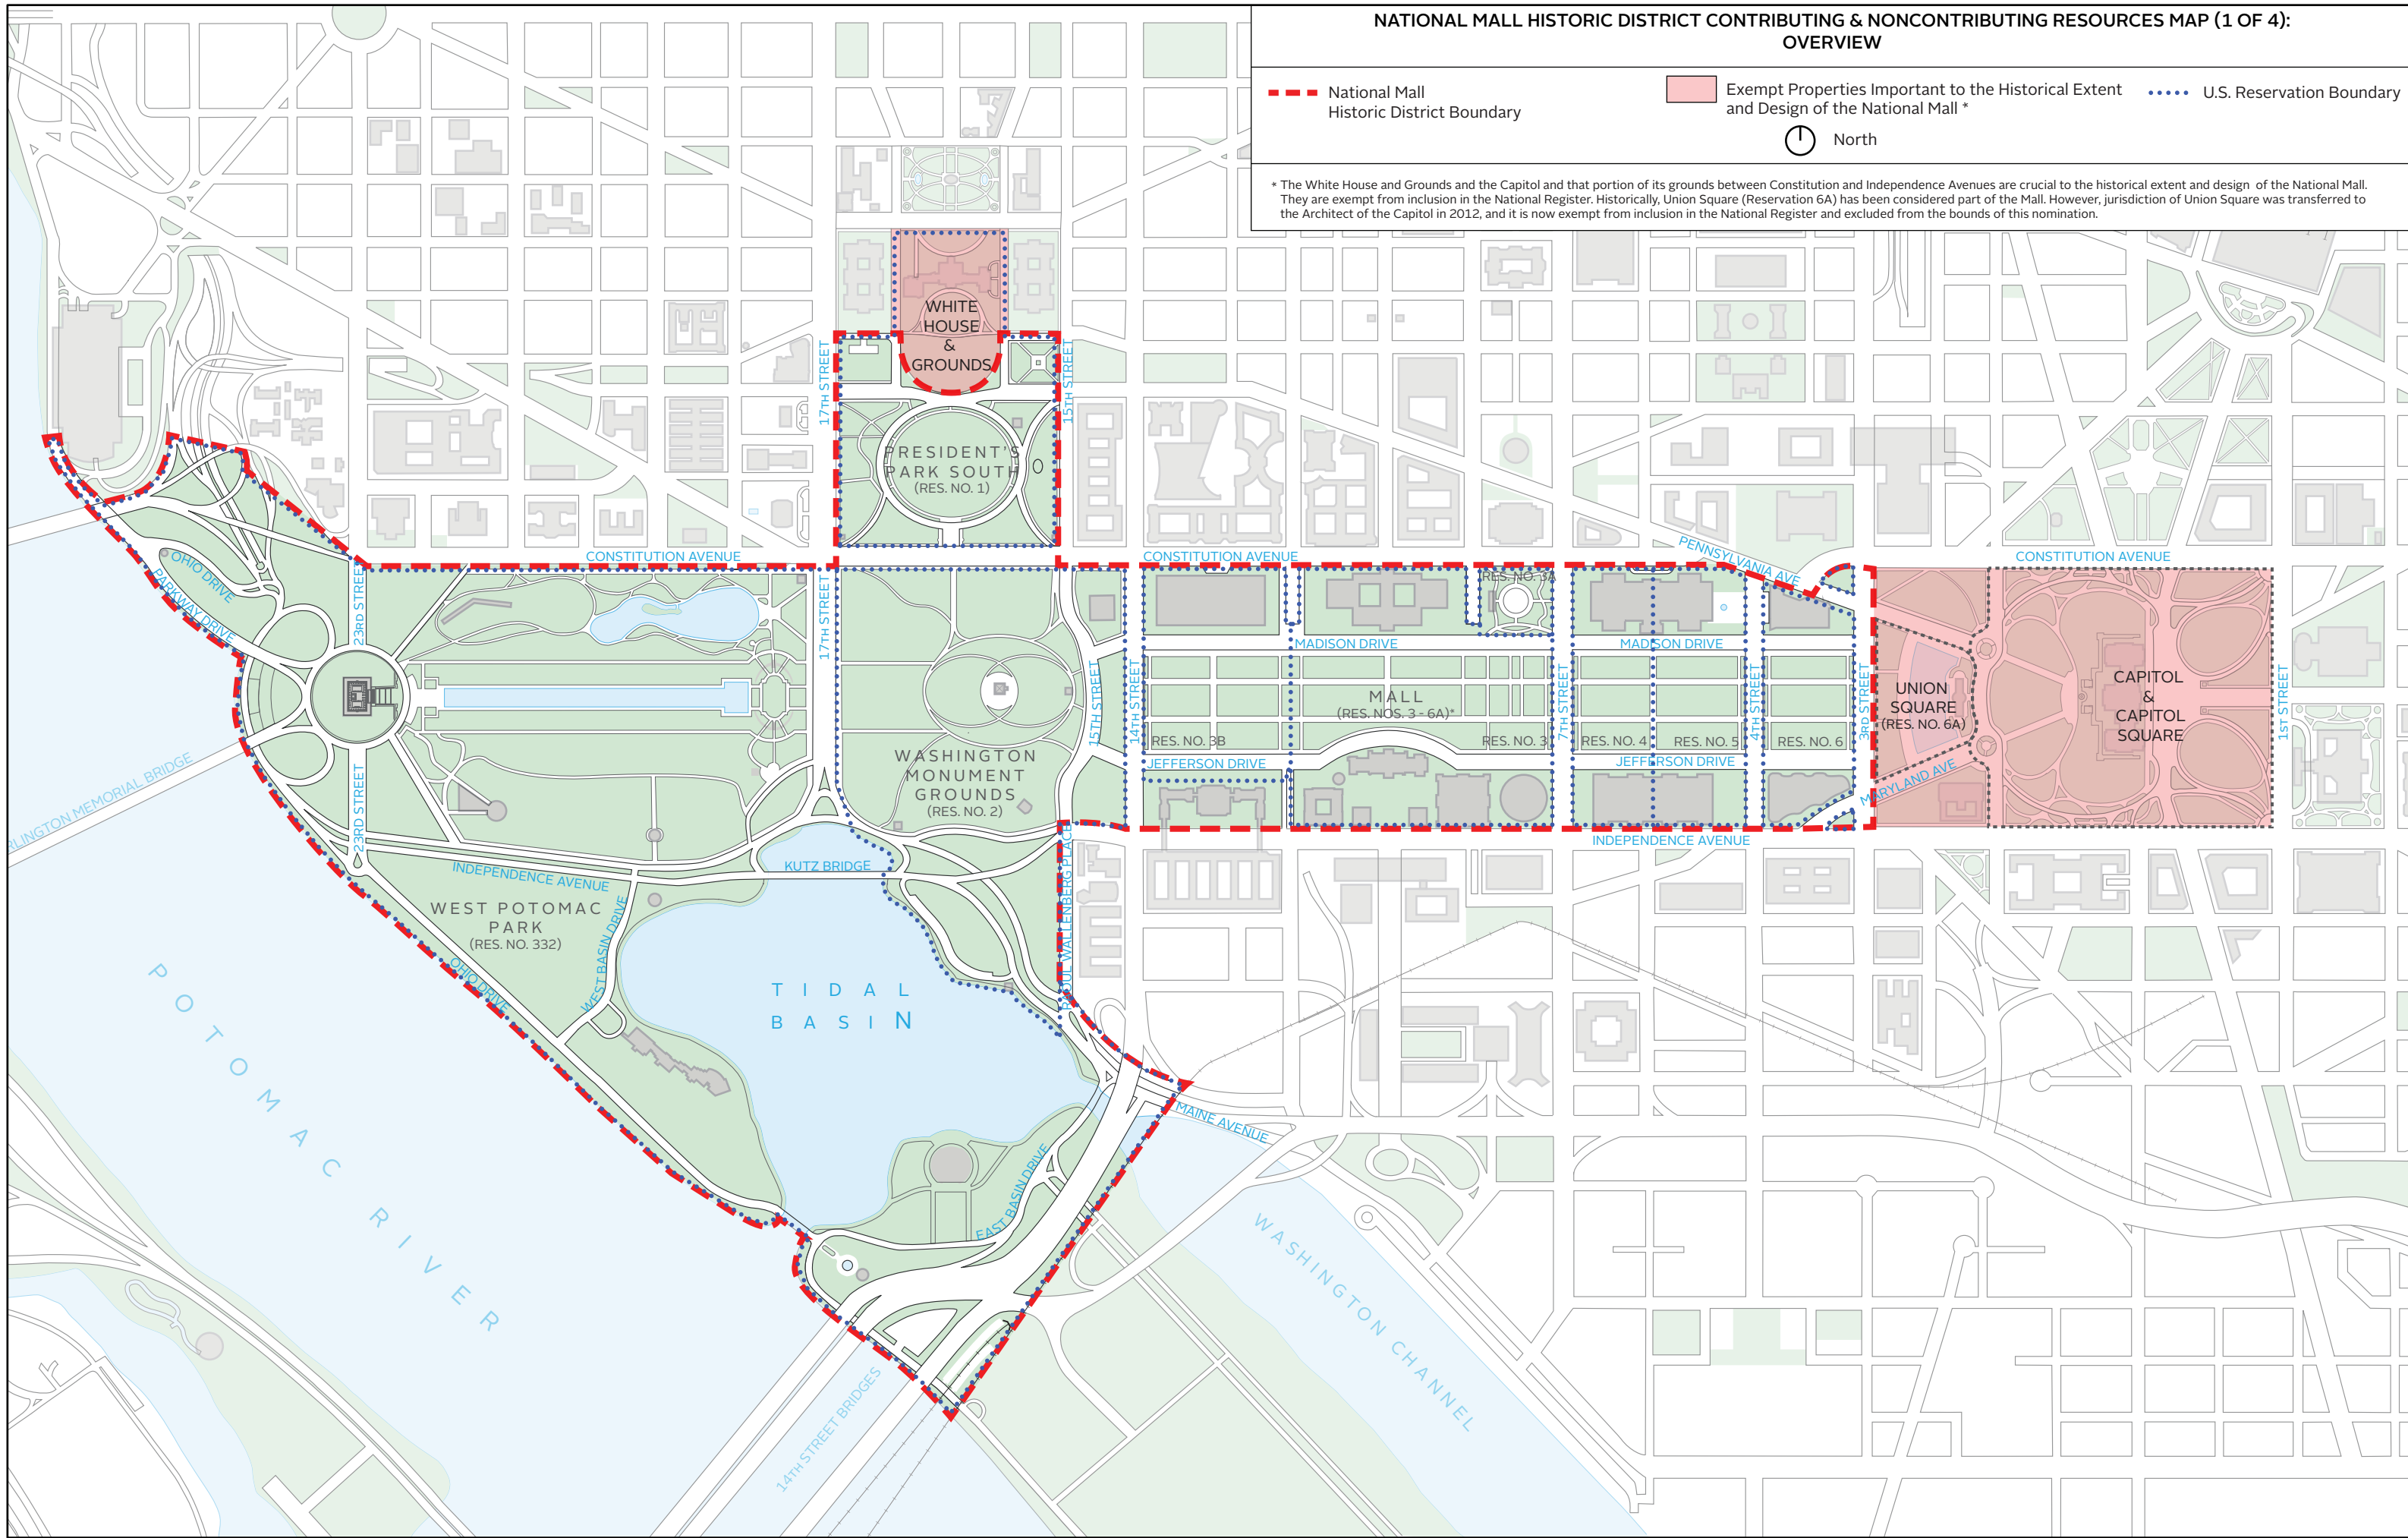 NATIONAL MALL HISTORIC DISTRICT CONTRIBUTING & NONCONTRIBUTING RESOURCES MAP (1 OF 4):
OVERVIEW
National Mall
Historic District Boundary
Exempt Properties Important to the Historical Extent
and Design of the National Mall *
U.S. Reservation Boundary
North
* The White House and Grounds and the Capitol and that portion of its grounds between Constitution and Independence Avenues are crucial to the historical extent and design of the National Mall.
They are exempt from inclusion in the National Register. Historically, Union Square (Reservation 6A) has been considered part of the Mall. However, jurisdiction of Union Square was transferred to
the Architect of the Capitol in 2012, and it is now exempt from inclusion in the National Register and excluded from the bounds of this nomination.
WHITE
HOUSE
&
GROUNDS
17TH STREET
15TH STREET
PRESIDENT'S
PARK SOUTH
(RES. NO. 1)
CONSTITUTION AVENUE
CONSTITUTION AVENUE
PENNSYLVANIA AVE
CONSTITUTION AVENUE
OHIO DRIVE
PARKWAY DRIVE
23RD STREET
17TH STREET
RES. NO. 3A
MADISON DRIVE
MADISON DRIVE
15TH STREET
14TH STREET
MALL
(RES. NOS. 3 - 6A)*
7TH STREET
4TH STREET
3RD STREET
UNION
SQUARE
(RES. NO. 6A)
CAPITOL
&
CAPITOL
SQUARE
1ST STREET
RES. NO. 3B
RES. NO. 3
RES. NO. 4
RES. NO. 5
RES. NO. 6
WASHINGTON
MONUMENT
GROUNDS
(RES. NO. 2)
JEFFERSON DRIVE
JEFFERSON DRIVE
MARYLAND AVE
RLINGTON MEMORIAL BRIDGE
23RD STREET
INDEPENDENCE AVENUE
INDEPENDENCE AVENUE
KUTZ BRIDGE
RAOUL WALLENBERG PLACE
WEST POTOMAC
PARK
(RES. NO. 332)
WEST BASIN DRIVE
OHIO DRIVE
TIDAL
BASIN
POTOMAC RIVER
MAINE AVENUE
EAST BASIN DRIVE
WASHINGTON CHANNEL
14TH STREET BRIDGES